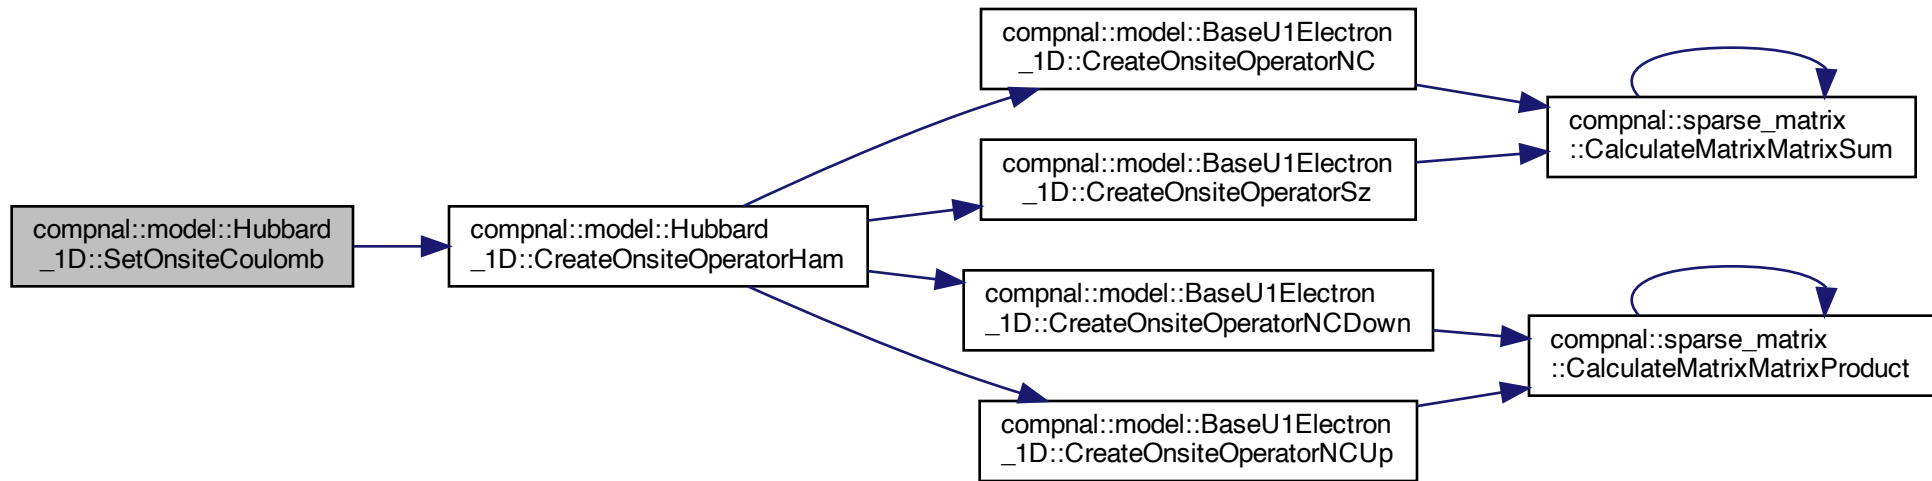 compnal::model::Hubbard
_1D::SetOnsiteCoulomb
compnal::model::Hubbard
_1D::CreateOnsiteOperatorHam
compnal::model::BaseU1Electron
_1D::CreateOnsiteOperatorNC
compnal::model::BaseU1Electron
_1D::CreateOnsiteOperatorSz
compnal::model::BaseU1Electron
_1D::CreateOnsiteOperatorNCDown
compnal::model::BaseU1Electron
_1D::CreateOnsiteOperatorNCUp
compnal::sparse_matrix
::CalculateMatrixMatrixSum
compnal::sparse_matrix
::CalculateMatrixMatrixProduct